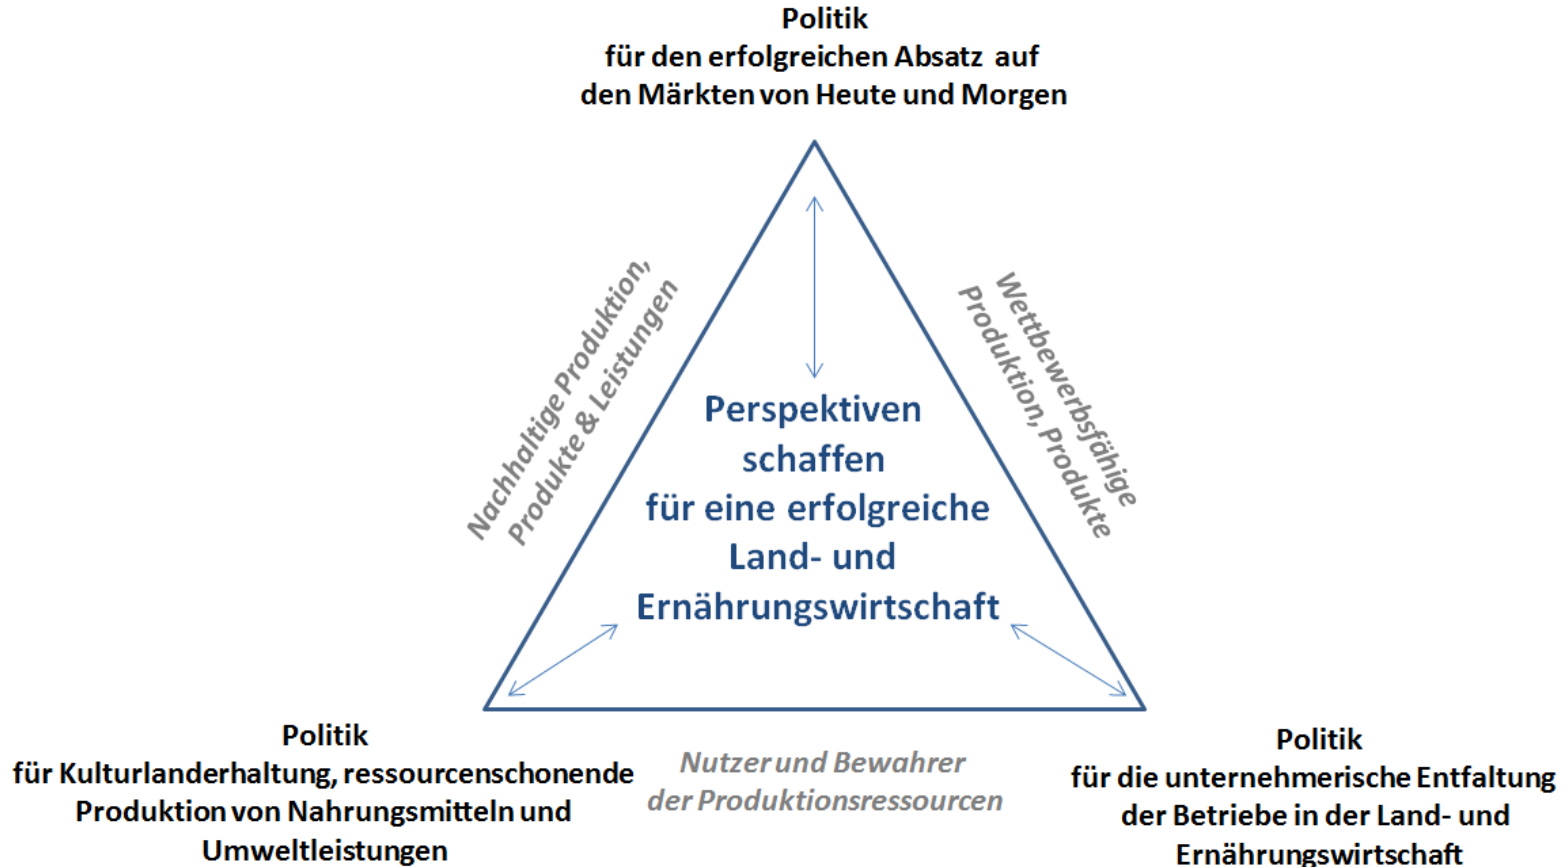 Politik
für den erfolgreichen Absatz auf
den Märkten von Heute und Morgen
Nachhaltige Produktion,
Produkte & Leistungen
Wettbewerbsfähige
Produktion, Produkte
Perspektiven
schaffen
für eine erfolgreiche
Land- und
Ernährungswirtschaft
Politik
für Kulturlanderhaltung, ressourcenschonende
Produktion von Nahrungsmitteln und
Umweltleistungen
Nutzer und Bewahrer
der Produktionsressourcen
Politik
für die unternehmerische Entfaltung
der Betriebe in der Land- und
Ernährungswirtschaft